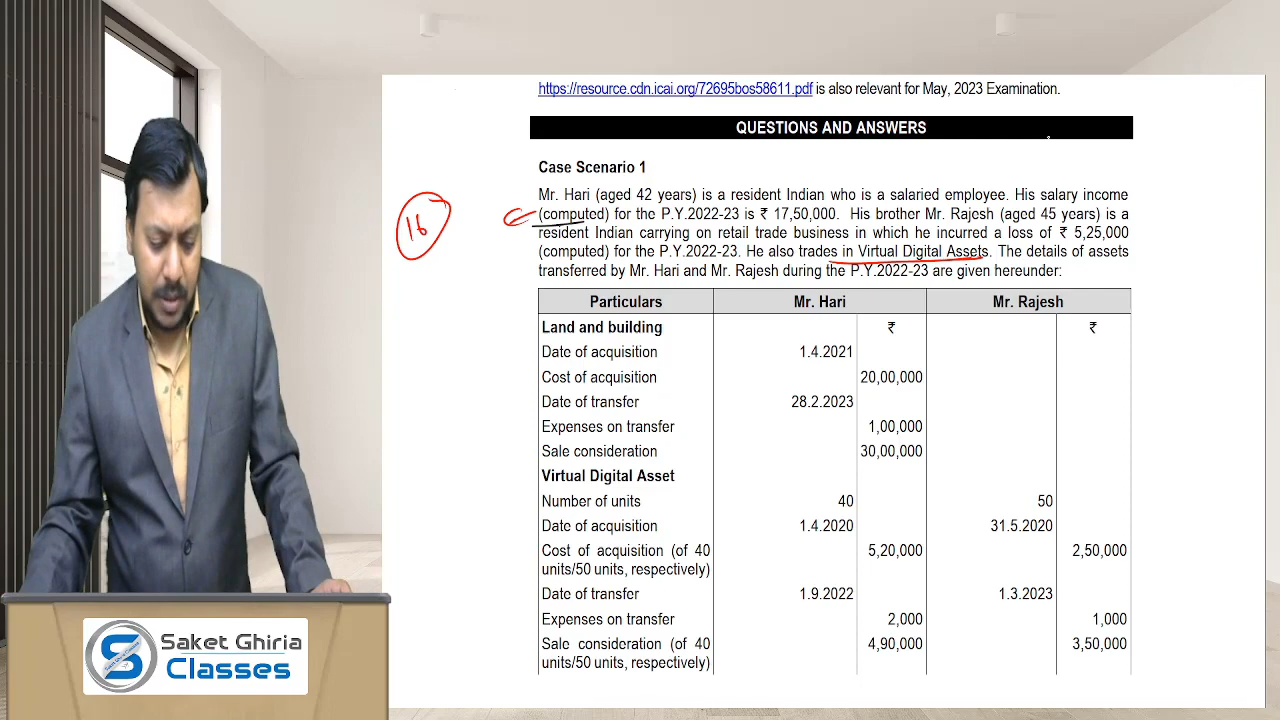 https://resource.cdn.icai.org/72695bos58611.pdf is also relevant for May, 2023 Examination.
QUESTIONS AND ANSWERS
Case Scenario 1
Mr. Hari (aged 42 years) is a resident Indian who is a salaried employee. His salary income
(computed) for the P.Y.2022-23 is ₹ 17,50,000. His brother Mr. Rajesh (aged 45 years) is a
resident Indian carrying on retail trade business in which he incurred a loss of ₹ 5,25,000
(computed) for the P.Y.2022-23. He also trades in Virtual Digital Assets. The details of assets
transferred by Mr. Hari and Mr. Rajesh during the P.Y.2022-23 are given hereunder:
16
Particulars Mr. Hari Mr. Rajesh
Land and building ₹ ₹
Date of acquisition 1.4.2021
Cost of acquisition 20,00,000
Date of transfer 28.2.2023
Expenses on transfer 1,00,000
Sale consideration 30,00,000
Virtual Digital Asset
Number of units 40 50
Date of acquisition 1.4.2020 31.5.2020
Cost of acquisition (of 40 5,20,000 2,50,000
units/50 units, respectively)
Date of transfer 1.9.2022 1.3.2023
Expenses on transfer 2,000 1,000
Sale consideration (of 40 4,90,000 3,50,000
units/50 units, respectively)
Saket Ghiria
Classes